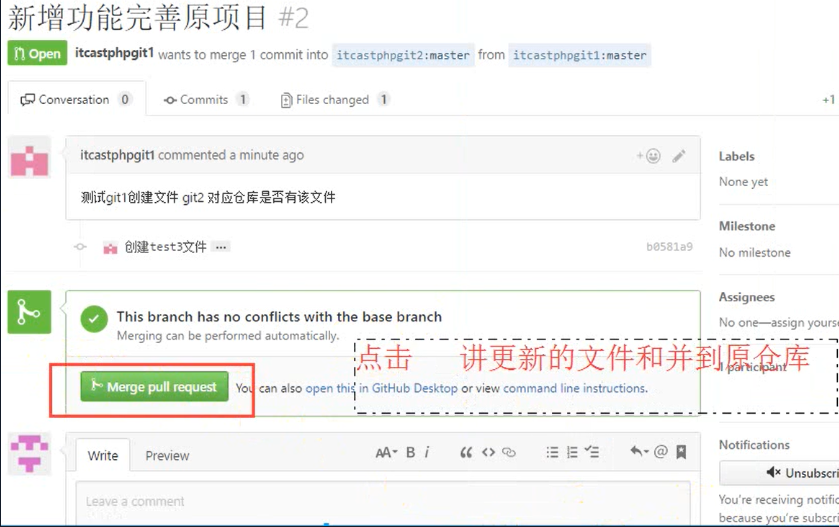 新增功能完善原项目 #2
Open itcastphpgit1 wants to merge 1 commit into itcastphpgit2:master from itcastphpgit1:master
Conversation 0 Commits 1 Files changed 1 +1
itcastphpgit1 commented a minute ago
Labels
None yet
测试git1创建文件 git2 对应仓库是否有该文件
Milestone
No milestone
创建test3文件 … b0581a9
Assignees
No one—assign yourse
This branch has no conflicts with the base branch
Merging can be performed automatically.
点击 讲更新的文件和并到原仓库
participant
Merge pull request You can also open this in GitHub Desktop or view command line instructions.
Notifications
Write Preview AA B i “ <> @
Unsubscri
Leave a comment
You're receiving notific
because you're subscri